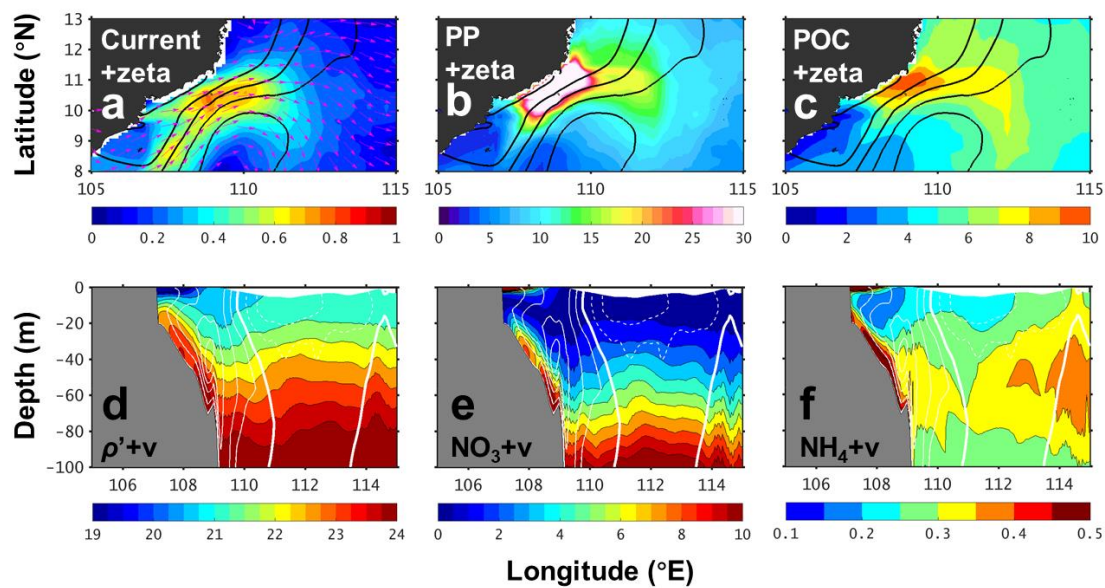 Latitude (°N)
13
12
11
10
9
8
Current
+zeta
a
PP
+zeta
b
POC
+zeta
c
105 110 115
105 110 115
105 110 115
0 0.2 0.4 0.6 0.8 1
0 5 10 15 20 25 30
0 2 4 6 8 10
Depth (m)
0
-20
-40
-60
-80
-100
d
ρ'+v
e
NO₃+v
f
NH₄+v
106 108 110 112 114
106 108 110 112 114
106 108 110 112 114
19 20 21 22 23 24
0 2 4 6 8 10
0.1 0.2 0.3 0.4 0.5
Longitude (°E)